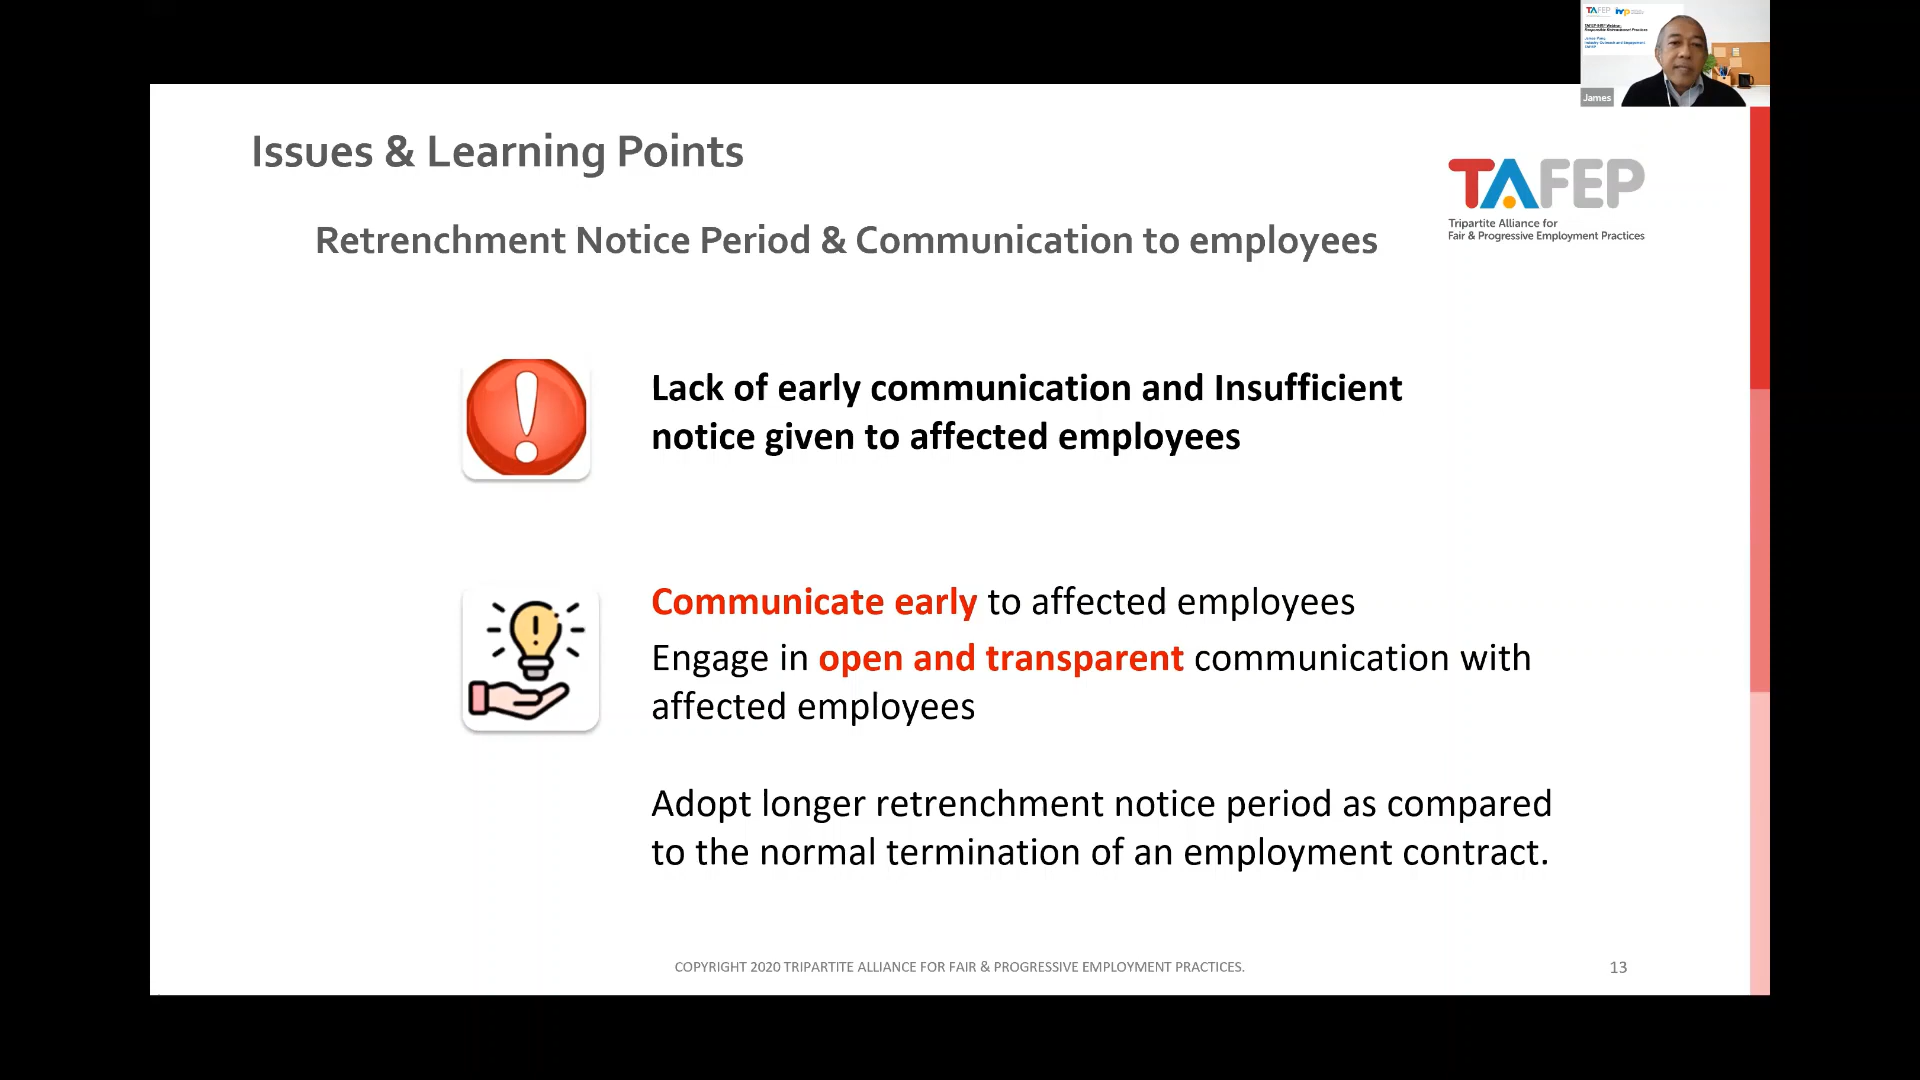 TAFEP
James
Issues & Learning Points
TAFEP
Tripartite Alliance for
Fair & Progressive Employment Practices
Retrenchment Notice Period & Communication to employees
Lack of early communication and Insufficient
notice given to affected employees
Communicate early to affected employees
Engage in open and transparent communication with
affected employees
Adopt longer retrenchment notice period as compared
to the normal termination of an employment contract.
COPYRIGHT 2020 TRIPARTITE ALLIANCE FOR FAIR & PROGRESSIVE EMPLOYMENT PRACTICES.
13